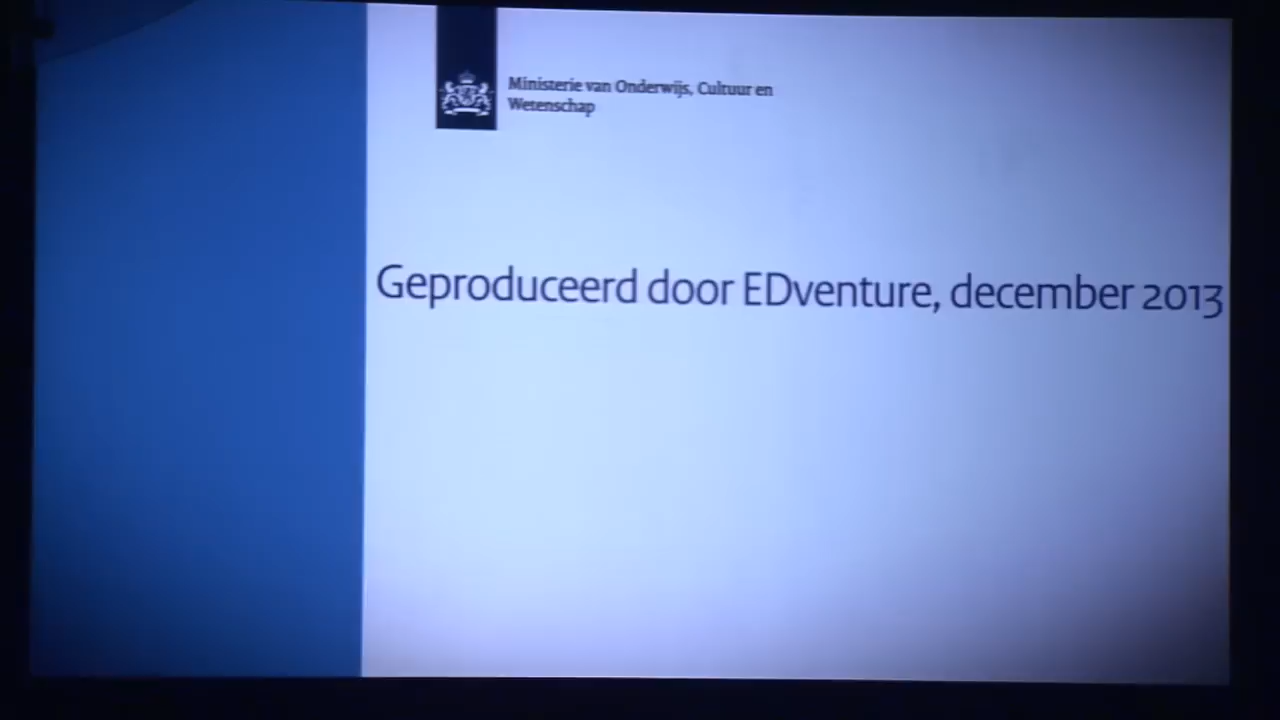 Ministerie van Onderwijs, Cultuur en
Wetenschap
Geproduceerd door EDventure, december 2013